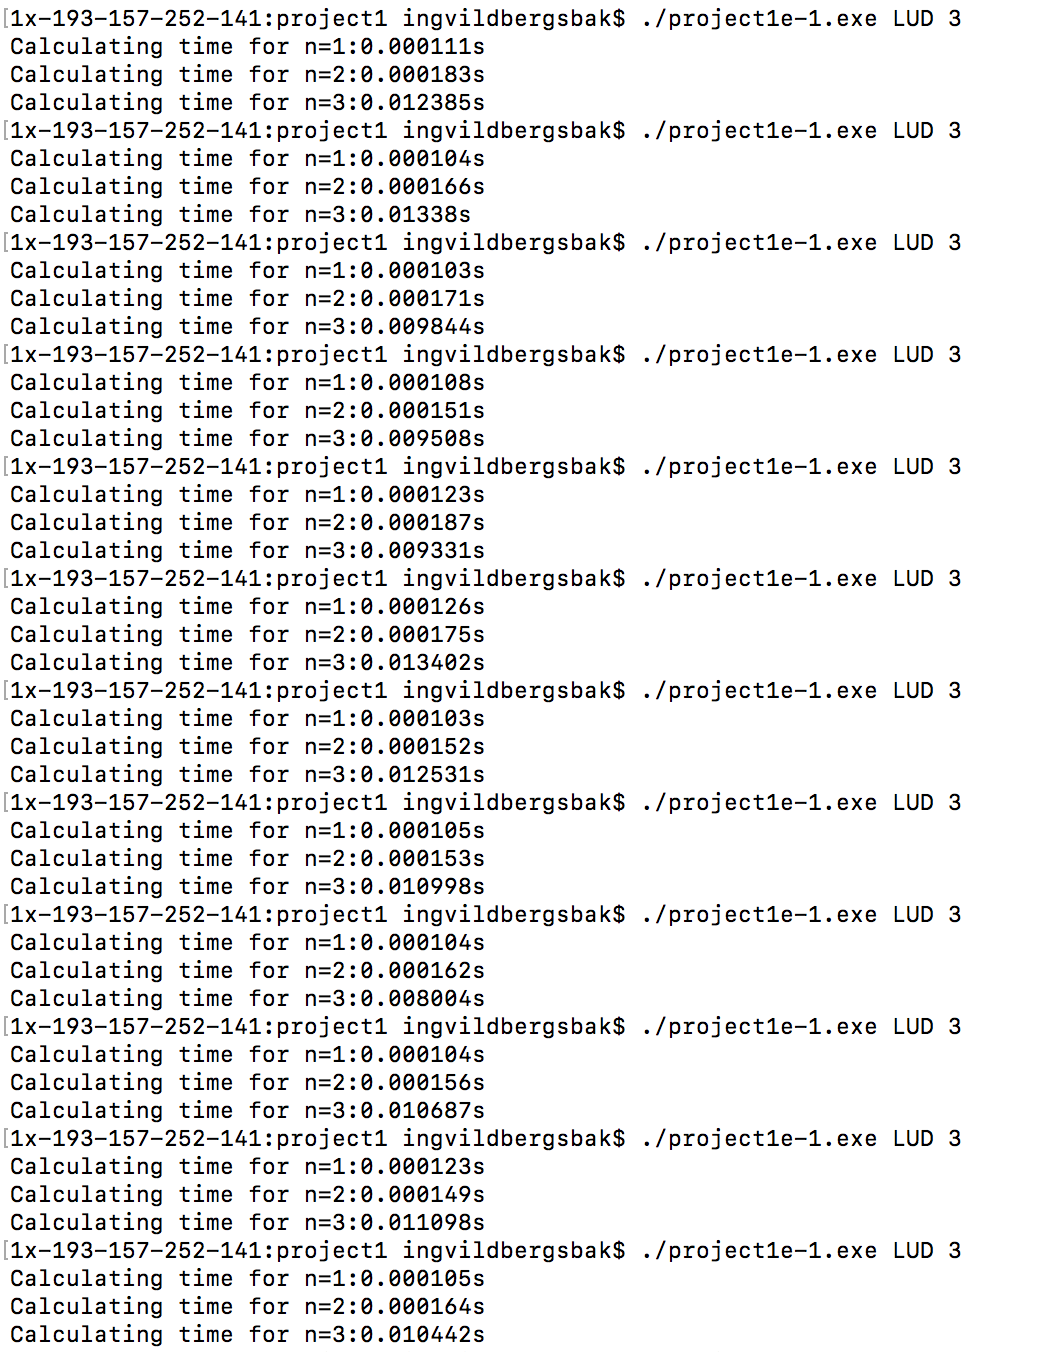 [1x-193-157-252-141:project1 ingvildbergsbak$ ./project1e-1.exe LUD 3
Calculating time for n=1:0.000111s
Calculating time for n=2:0.000183s
Calculating time for n=3:0.012385s
[1x-193-157-252-141:project1 ingvildbergsbak$ ./project1e-1.exe LUD 3
Calculating time for n=1:0.000104s
Calculating time for n=2:0.000166s
Calculating time for n=3:0.01338s
[1x-193-157-252-141:project1 ingvildbergsbak$ ./project1e-1.exe LUD 3
Calculating time for n=1:0.000103s
Calculating time for n=2:0.000171s
Calculating time for n=3:0.009844s
[1x-193-157-252-141:project1 ingvildbergsbak$ ./project1e-1.exe LUD 3
Calculating time for n=1:0.000108s
Calculating time for n=2:0.000151s
Calculating time for n=3:0.009508s
[1x-193-157-252-141:project1 ingvildbergsbak$ ./project1e-1.exe LUD 3
Calculating time for n=1:0.000123s
Calculating time for n=2:0.000187s
Calculating time for n=3:0.009331s
[1x-193-157-252-141:project1 ingvildbergsbak$ ./project1e-1.exe LUD 3
Calculating time for n=1:0.000126s
Calculating time for n=2:0.000175s
Calculating time for n=3:0.013402s
[1x-193-157-252-141:project1 ingvildbergsbak$ ./project1e-1.exe LUD 3
Calculating time for n=1:0.000103s
Calculating time for n=2:0.000152s
Calculating time for n=3:0.012531s
[1x-193-157-252-141:project1 ingvildbergsbak$ ./project1e-1.exe LUD 3
Calculating time for n=1:0.000105s
Calculating time for n=2:0.000153s
Calculating time for n=3:0.010998s
[1x-193-157-252-141:project1 ingvildbergsbak$ ./project1e-1.exe LUD 3
Calculating time for n=1:0.000104s
Calculating time for n=2:0.000162s
Calculating time for n=3:0.008004s
[1x-193-157-252-141:project1 ingvildbergsbak$ ./project1e-1.exe LUD 3
Calculating time for n=1:0.000104s
Calculating time for n=2:0.000156s
Calculating time for n=3:0.010687s
[1x-193-157-252-141:project1 ingvildbergsbak$ ./project1e-1.exe LUD 3
Calculating time for n=1:0.000123s
Calculating time for n=2:0.000149s
Calculating time for n=3:0.011098s
[1x-193-157-252-141:project1 ingvildbergsbak$ ./project1e-1.exe LUD 3
Calculating time for n=1:0.000105s
Calculating time for n=2:0.000164s
Calculating time for n=3:0.010442s